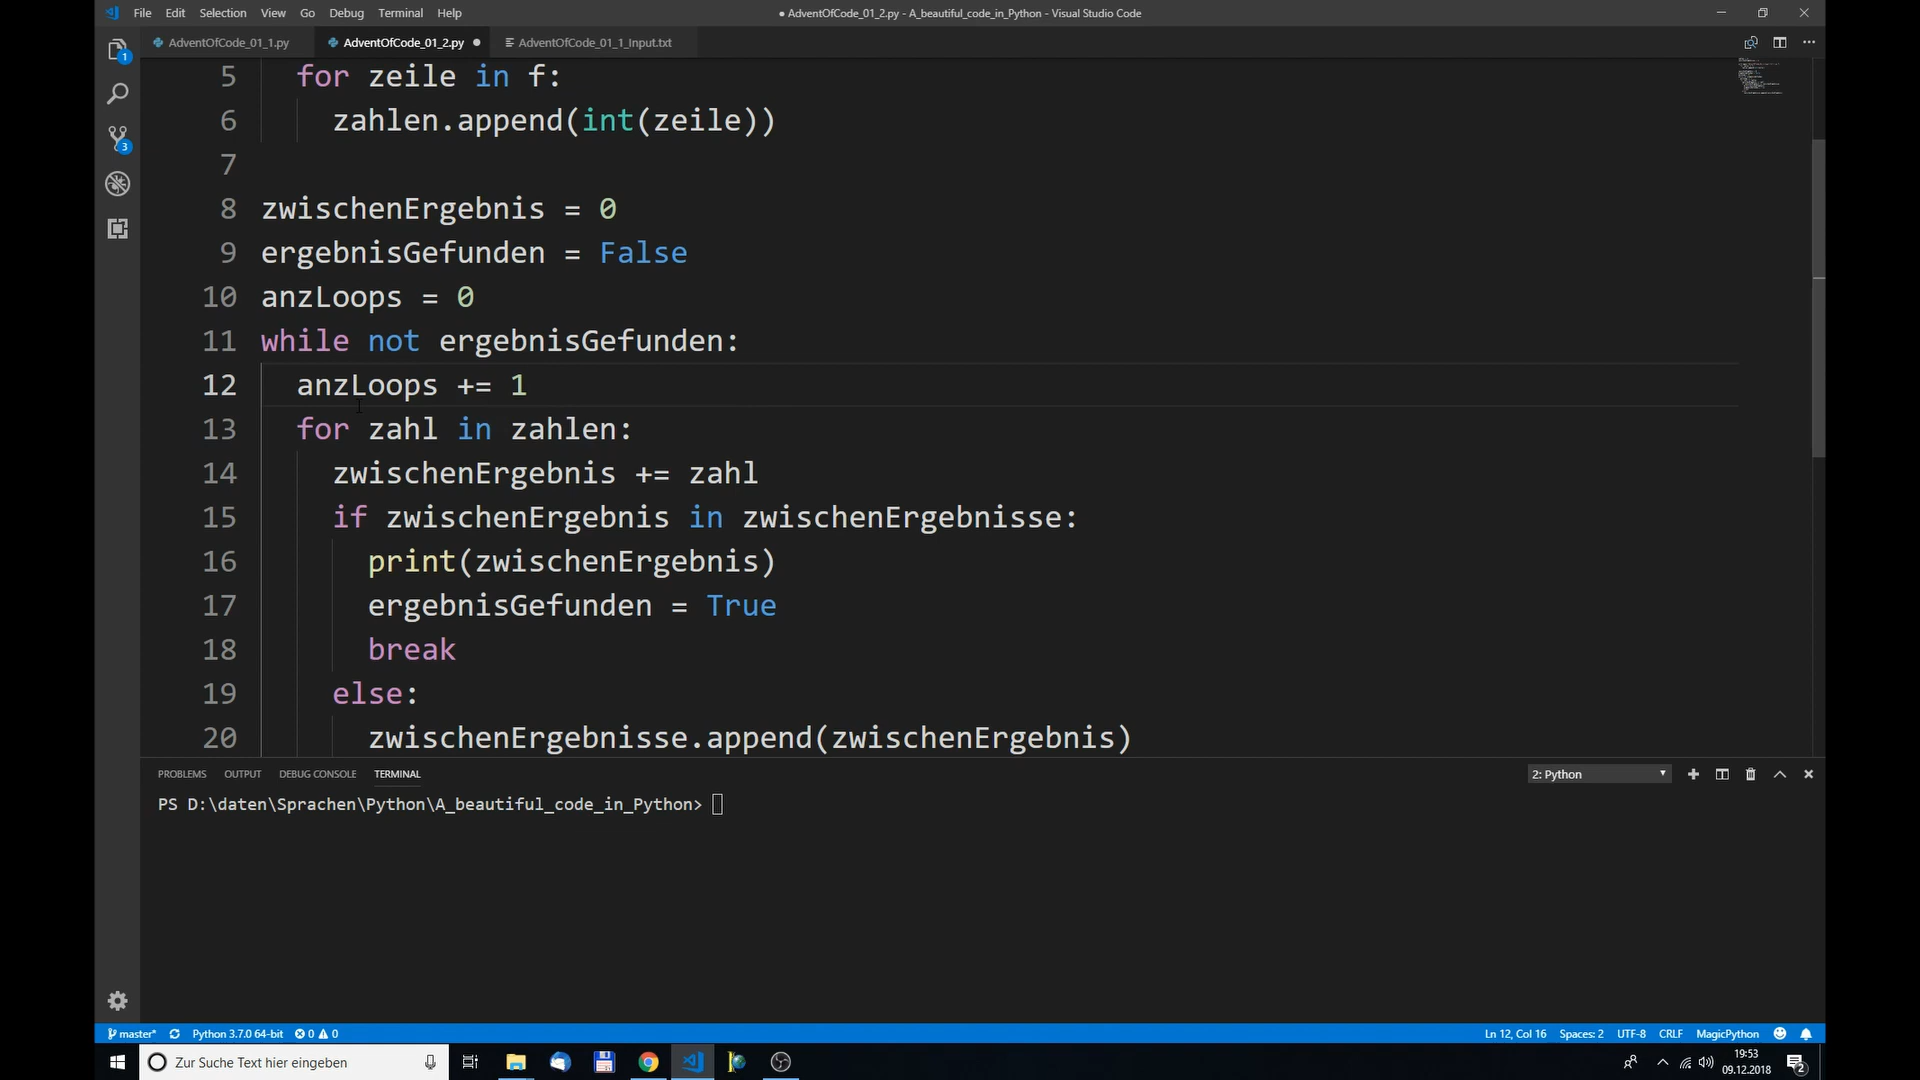 File Edit Selection View Go Debug Terminal Help
● AdventOfCode_01_2.py - A_beautiful_code_in_Python - Visual Studio Code
AdventOfCode_01_1.py AdventOfCode_01_2.py AdventOfCode_01_1_Input.txt
5 for zeile in f:
6 zahlen.append(int(zeile))
7
8 zwischenErgebnis = 0
9 ergebnisGefunden = False
10 anzLoops = 0
11 while not ergebnisGefunden:
12 anzLoops += 1
13 for zahl in zahlen:
14 zwischenErgebnis += zahl
15 if zwischenErgebnis in zwischenErgebnisse:
16 print(zwischenErgebnis)
17 ergebnisGefunden = True
18 break
19 else:
20 zwischenErgebnisse.append(zwischenErgebnis)
1
3
PROBLEMS OUTPUT DEBUG CONSOLE TERMINAL
2: Python
PS D:\daten\Sprachen\Python\A_beautiful_code_in_Python>
master* Python 3.7.0 64-bit 0 0
Ln 12, Col 16 Spaces: 2 UTF-8 CRLF MagicPython
Zur Suche Text hier eingeben
19:53
09.12.2018
2